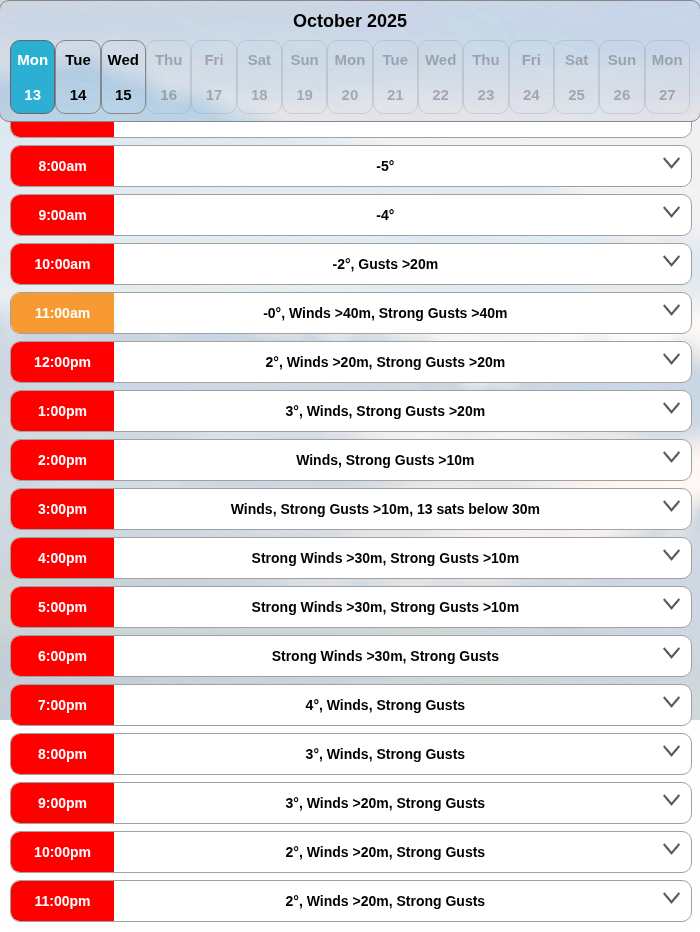 October 2025
Mon Tue Wed Thu Fri Sat Sun Mon Tue Wed Thu Fri Sat Sun Mon
13 14 15 16 17 18 19 20 21 22 23 24 25 26 27
8:00am -5°
9:00am -4°
10:00am -2°, Gusts >20m
11:00am -0°, Winds >40m, Strong Gusts >40m
12:00pm 2°, Winds >20m, Strong Gusts >20m
1:00pm 3°, Winds, Strong Gusts >20m
2:00pm Winds, Strong Gusts >10m
3:00pm Winds, Strong Gusts >10m, 13 sats below 30m
4:00pm Strong Winds >30m, Strong Gusts >10m
5:00pm Strong Winds >30m, Strong Gusts >10m
6:00pm Strong Winds >30m, Strong Gusts
7:00pm 4°, Winds, Strong Gusts
8:00pm 3°, Winds, Strong Gusts
9:00pm 3°, Winds >20m, Strong Gusts
10:00pm 2°, Winds >20m, Strong Gusts
11:00pm 2°, Winds >20m, Strong Gusts